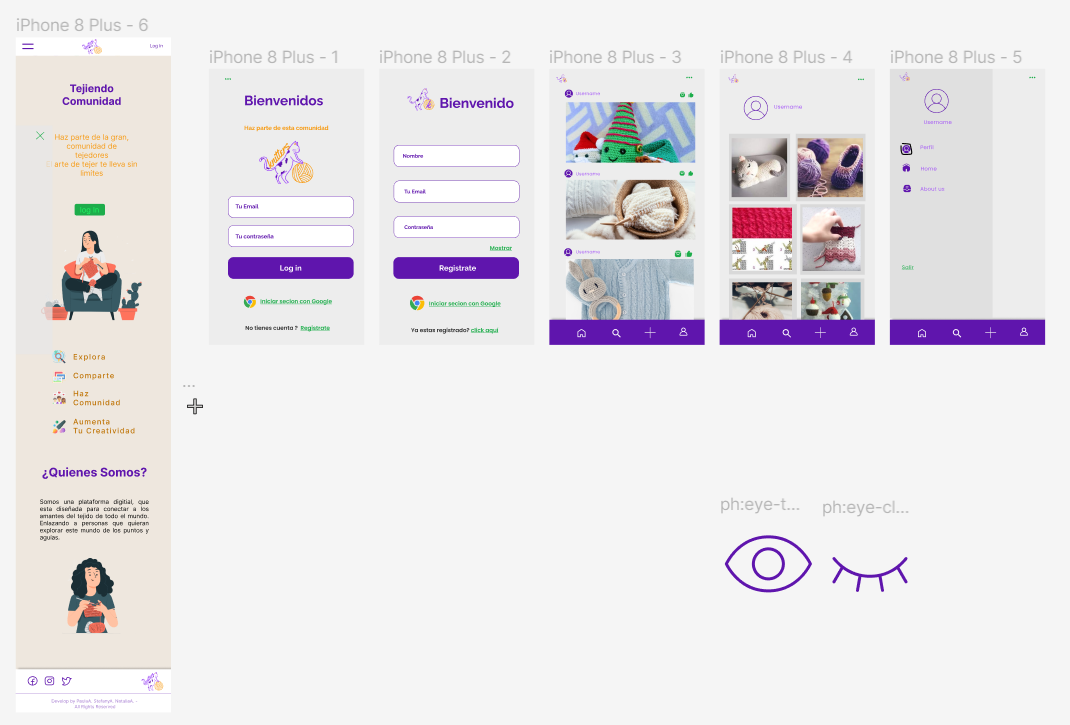 iPhone 8 Plus - 6
Log In
Tejiendo
Comunidad
Haz parte de la gran,
comunidad de
tejedores
arte de tejer te lleva sin
limites
log in
Explora
Comparte
Haz
Comunidad
Aumenta
Tu Creatividad
¿Quienes Somos?
Somos una plataforma digitial, que
esta diseñada para conectar a los
amantes del tejido de todo el mundo.
Enlazando a personas que quieran
explorar este mundo de los puntos y
agujas.
All Rights Reserved
iPhone 8 Plus - 1
Bienvenidos
Haz parte de esta comunidad
Tu Email
Tu contraseña
Log in
Iniciar secion con Google
No tienes cuenta ? Registrate
iPhone 8 Plus - 2
Bienvenido
Nombre
Tu Email
Contraseña
Mostrar
Registrate
Iniciar secion con Google
Ya estas registrado? click aqui
iPhone 8 Plus - 3
Username
Username
Username
iPhone 8 Plus - 4
Username
iPhone 8 Plus - 5
Username
Perfil
Home
About us
Salir
ph:eye-t...
ph:eye-cl...